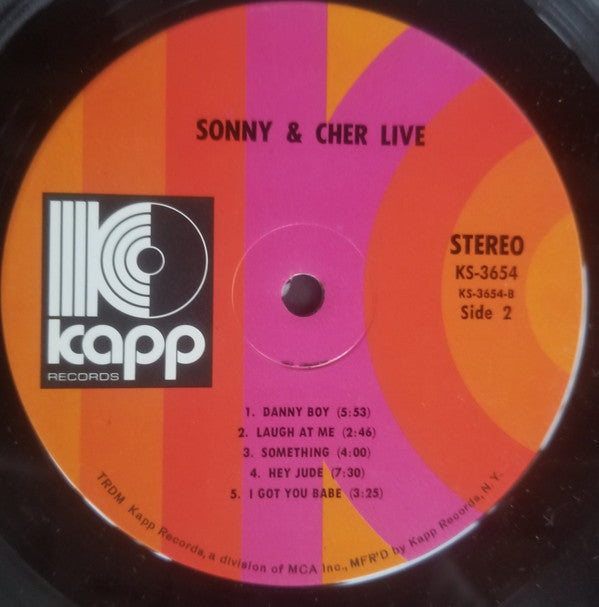 SONNY & CHER LIVE
Kapp
RECORDS
STEREO
KS-3654
KS-3654-B
Side 2
1. DANNY BOY (5:53)
2. LAUGH AT ME (2:46)
3. SOMETHING (4:00)
4. HEY JUDE (7:30)
5. I GOT YOU BABE (3:25)
TRDM Kapp Records, a division of MCA Inc., MFR'D by Kapp Records, N.Y.